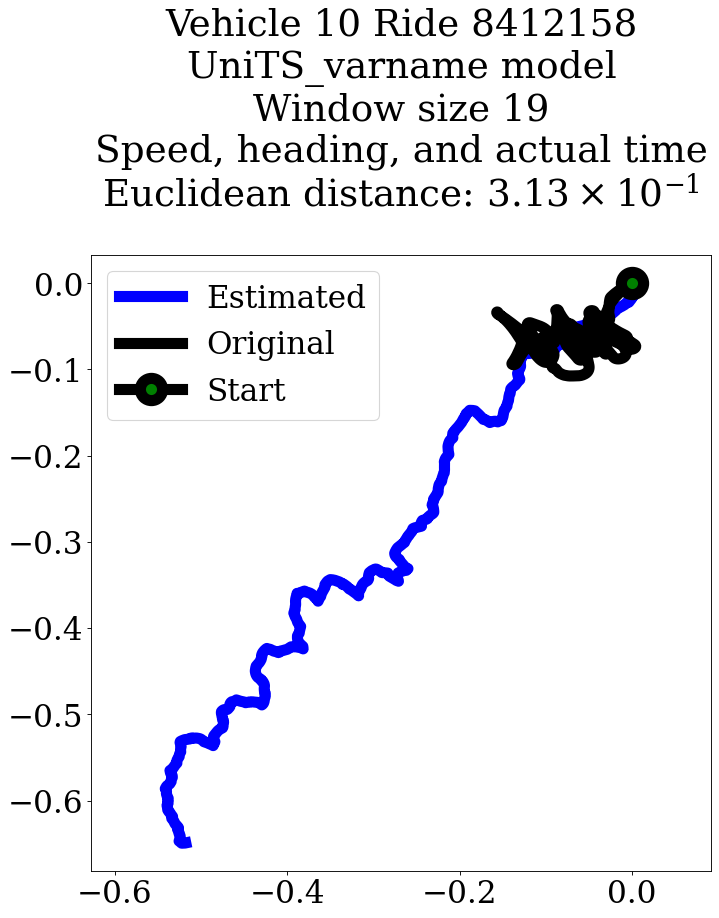 Vehicle 10 Ride 8412158
UniTS_varname model
Window size 19
Speed, heading, and actual time
Euclidean distance: 3.13 × 10⁻¹
Estimated
Original
Start
0.0
−0.1
−0.2
−0.3
−0.4
−0.5
−0.6
−0.6 −0.4 −0.2 0.0